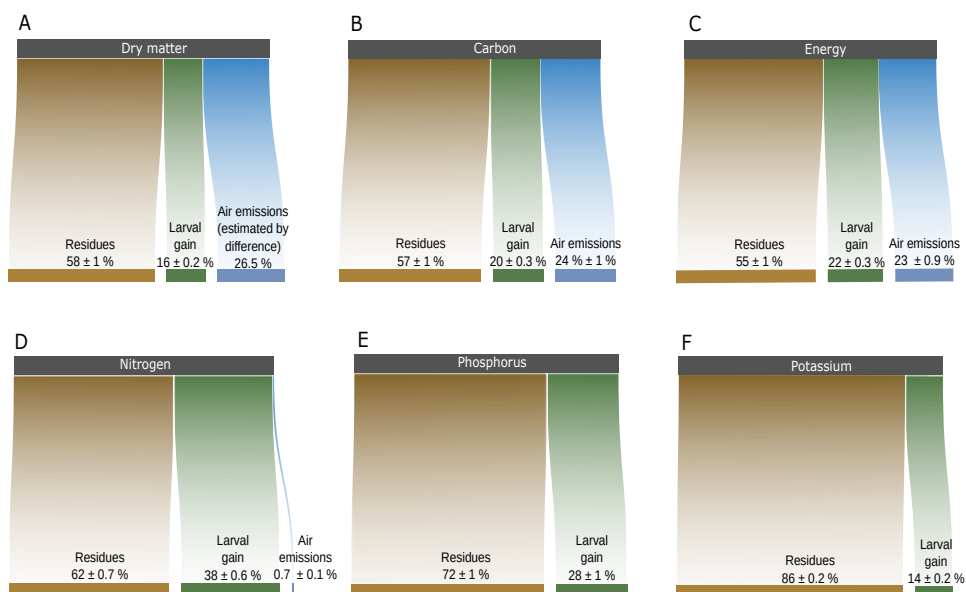 A
Dry matter
Residues
58 ± 1 %
Larval
gain
16 ± 0.2 %
Air emissions
(estimated by
difference)
26.5 %
B
Carbon
Residues
57 ± 1 %
Larval
gain
20 ± 0.3 %
Air emissions
24 % ± 1 %
C
Energy
Residues
55 ± 1 %
Larval
gain
22 ± 0.3 %
Air emissions
23 ± 0.9 %
D
Nitrogen
Residues
62 ± 0.7 %
Larval
gain
38 ± 0.6 %
Air
emissions
0.7 ± 0.1 %
E
Phosphorus
Residues
72 ± 1 %
Larval
gain
28 ± 1 %
F
Potassium
Residues
86 ± 0.2 %
Larval
gain
14 ± 0.2 %